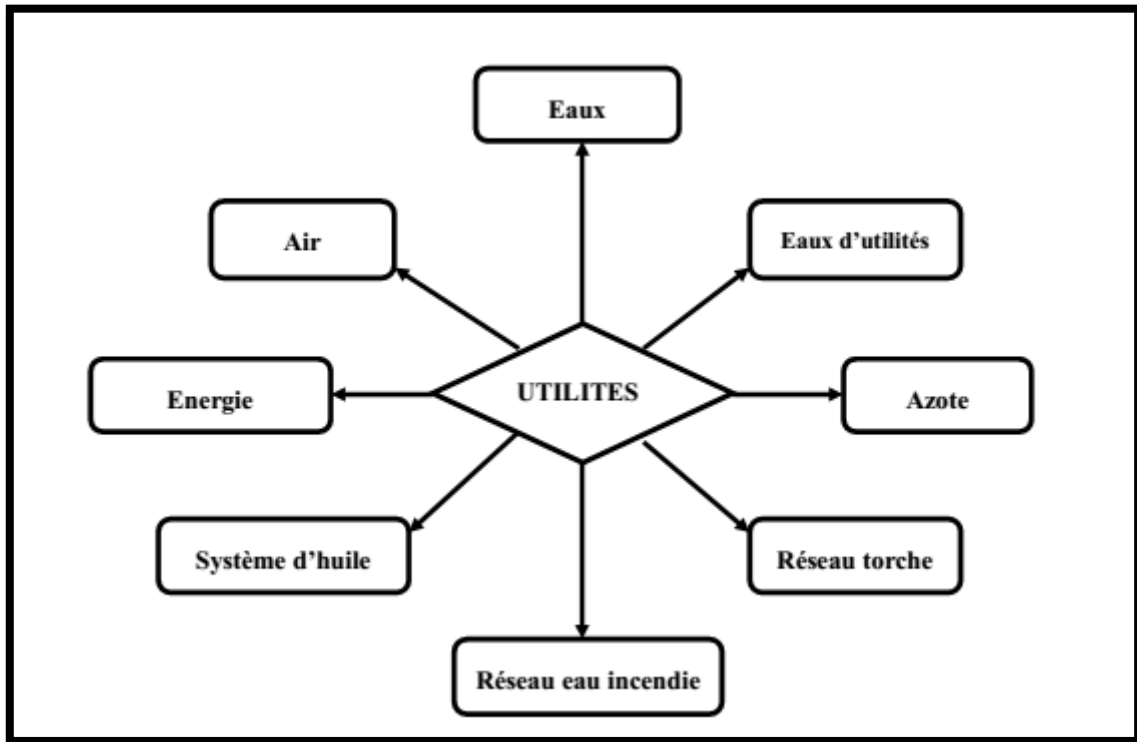 Eaux
Air
Eaux d’utilités
Energie
UTILITES
Azote
Système d’huile
Réseau torche
Réseau eau incendie